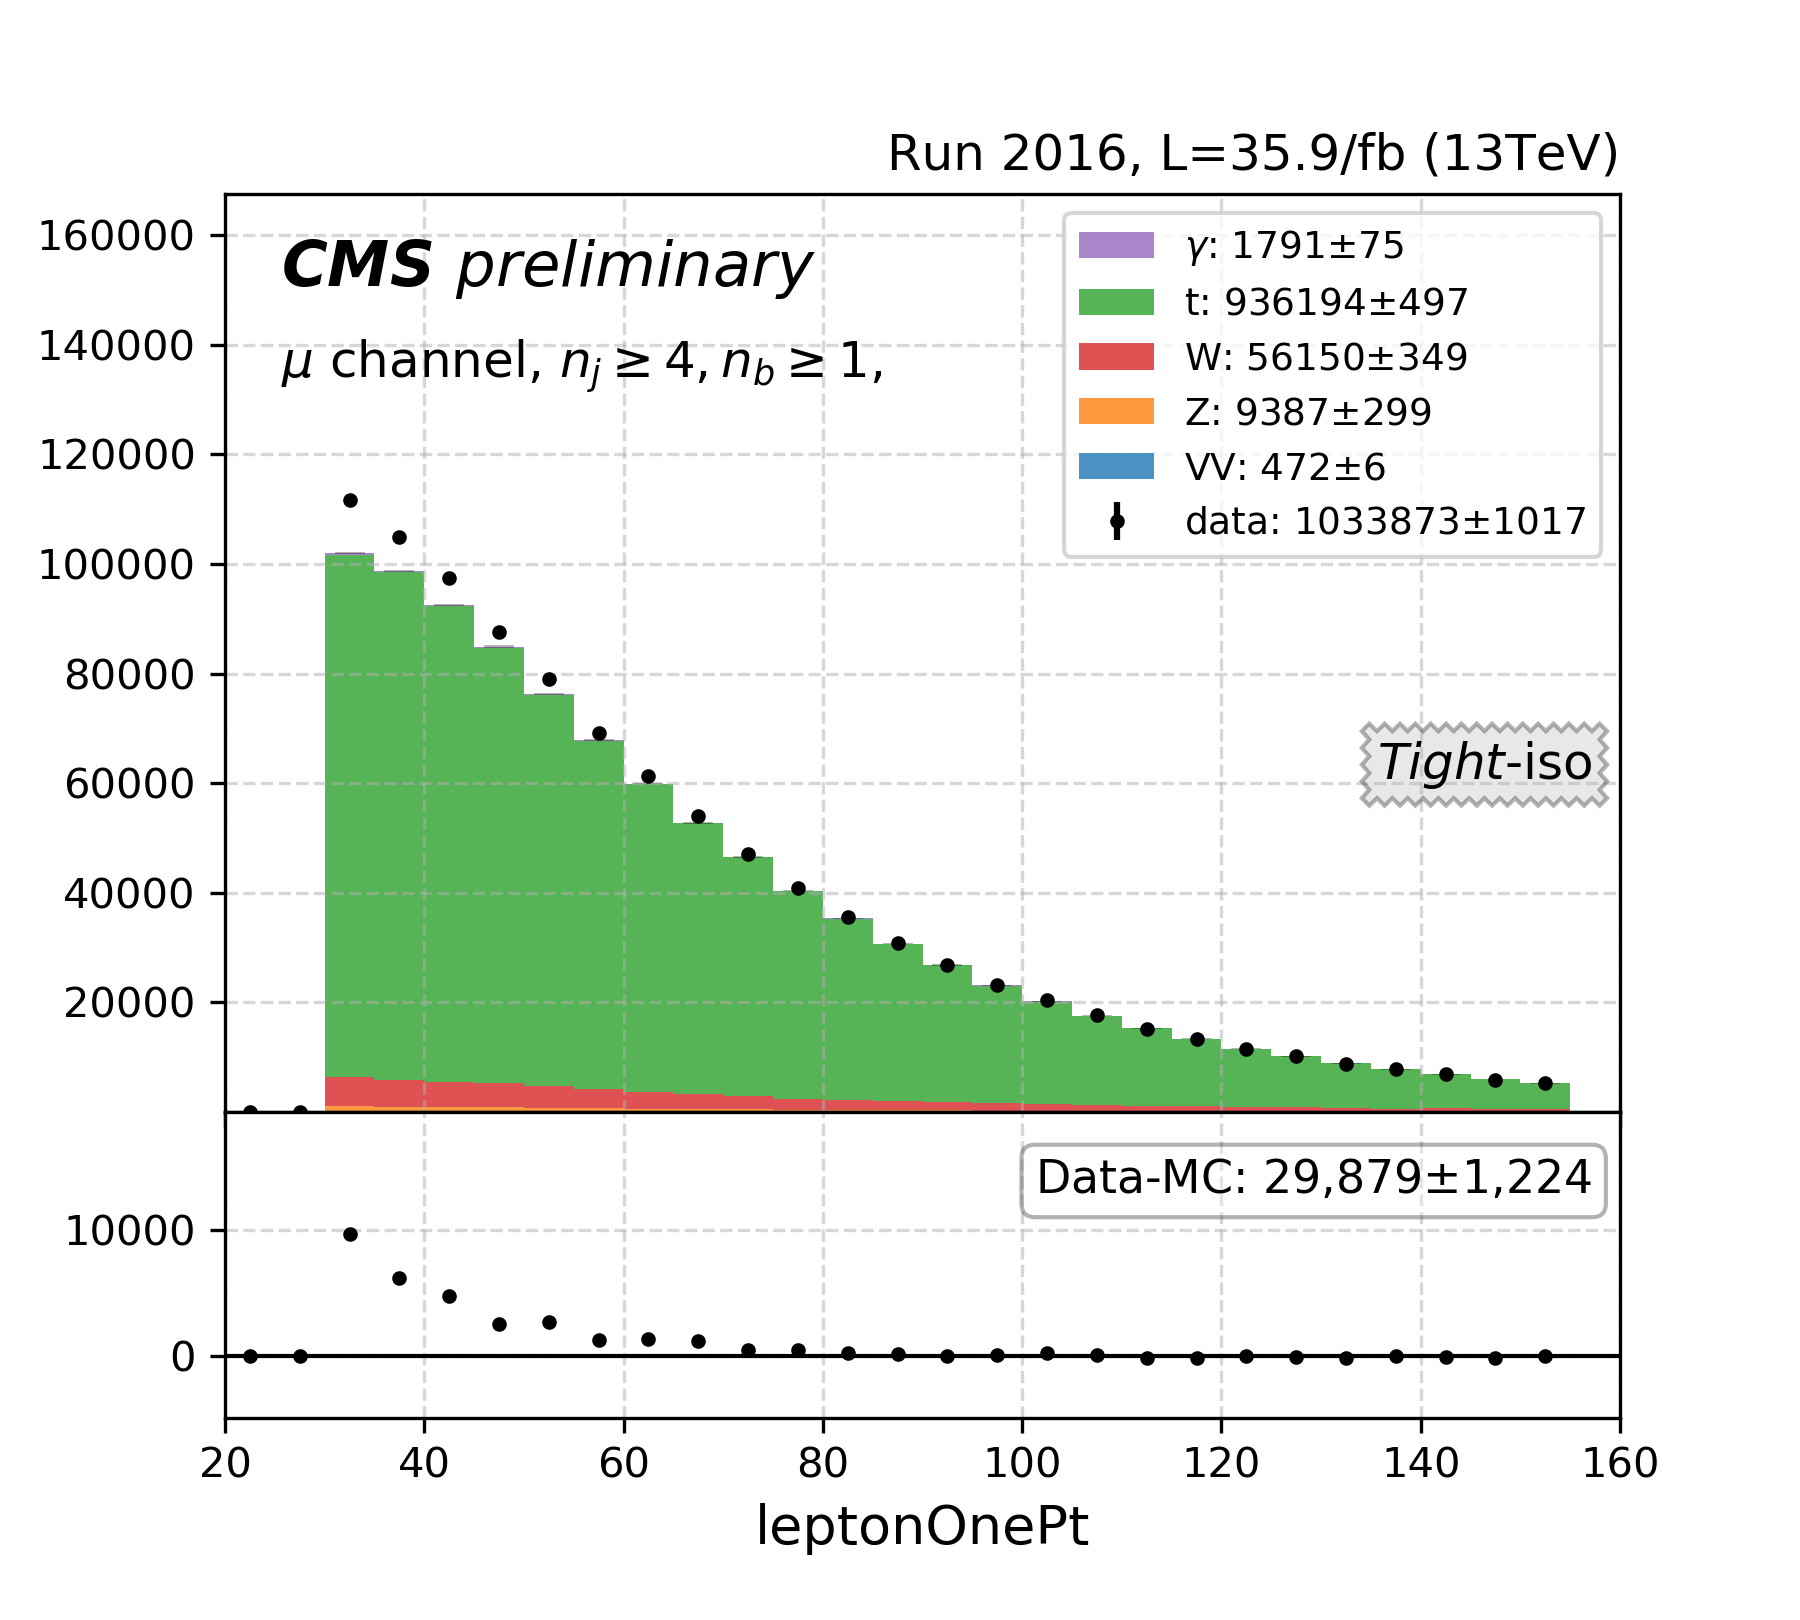 Run 2016, L=35.9/fb (13TeV)
CMS preliminary
μ channel, n_j ≥ 4, n_b ≥ 1,
γ: 1791±75
t: 936194±497
W: 56150±349
Z: 9387±299
VV: 472±6
data: 1033873±1017
160000
140000
120000
100000
80000
60000
40000
20000
Tight-iso
Data-MC: 29,879±1,224
10000
0
20 40 60 80 100 120 140 160
leptonOnePt